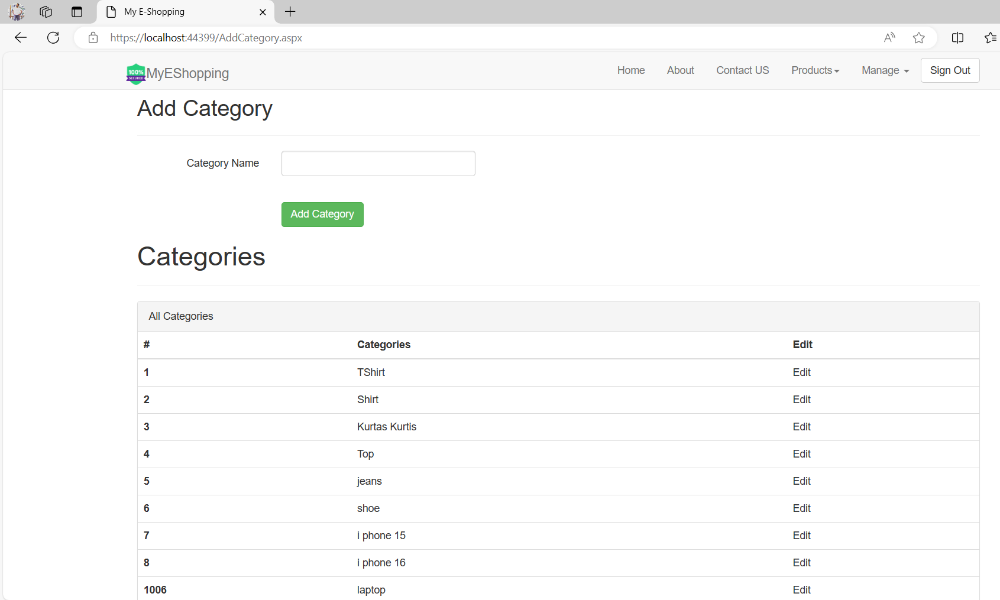 My E-Shopping
https://localhost:44399/AddCategory.aspx
100% SECURED MyEShopping Home About Contact US Products Manage Sign Out
Add Category
Category Name
Add Category
Categories
All Categories
# Categories Edit
1 TShirt Edit
2 Shirt Edit
3 Kurtas Kurtis Edit
4 Top Edit
5 jeans Edit
6 shoe Edit
7 i phone 15 Edit
8 i phone 16 Edit
1006 laptop Edit